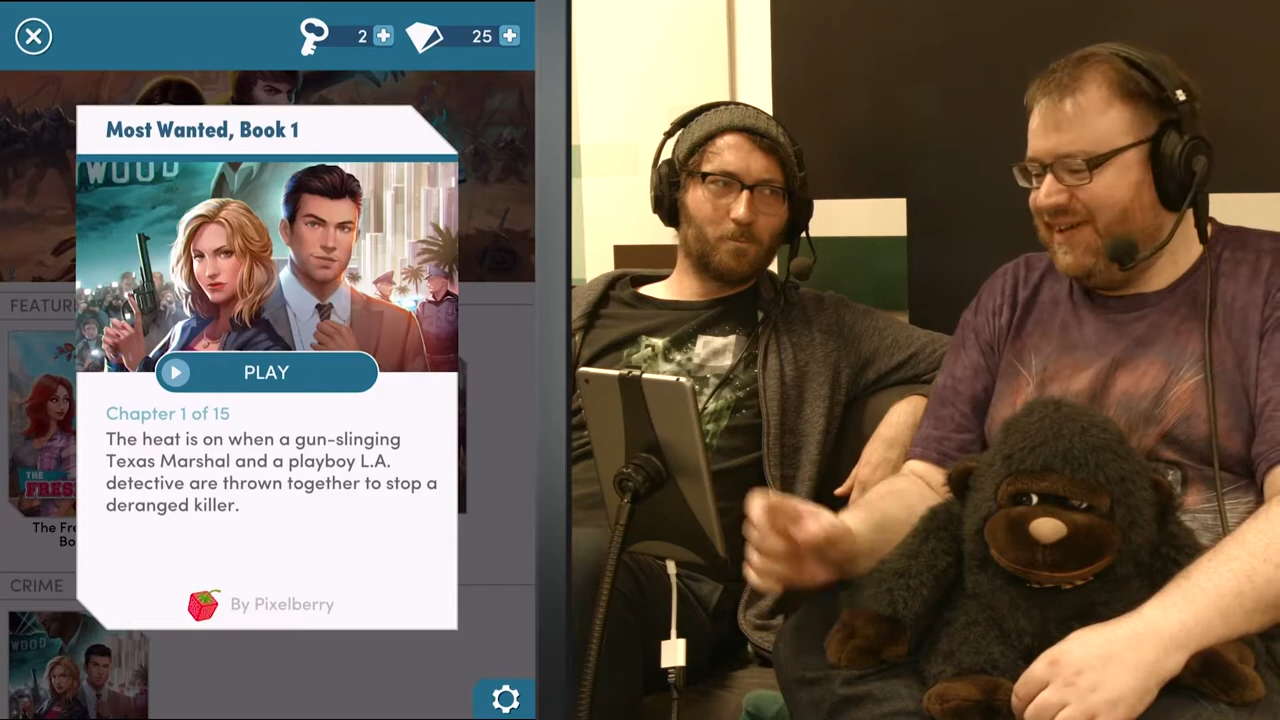 2
25
Most Wanted, Book 1
WOOD
PLAY
Chapter 1 of 15
The heat is on when a gun-slinging
Texas Marshal and a playboy L.A.
detective are thrown together to stop a
deranged killer.
By Pixelberry
THE
The Fre
Bo
CRIME
WOOD